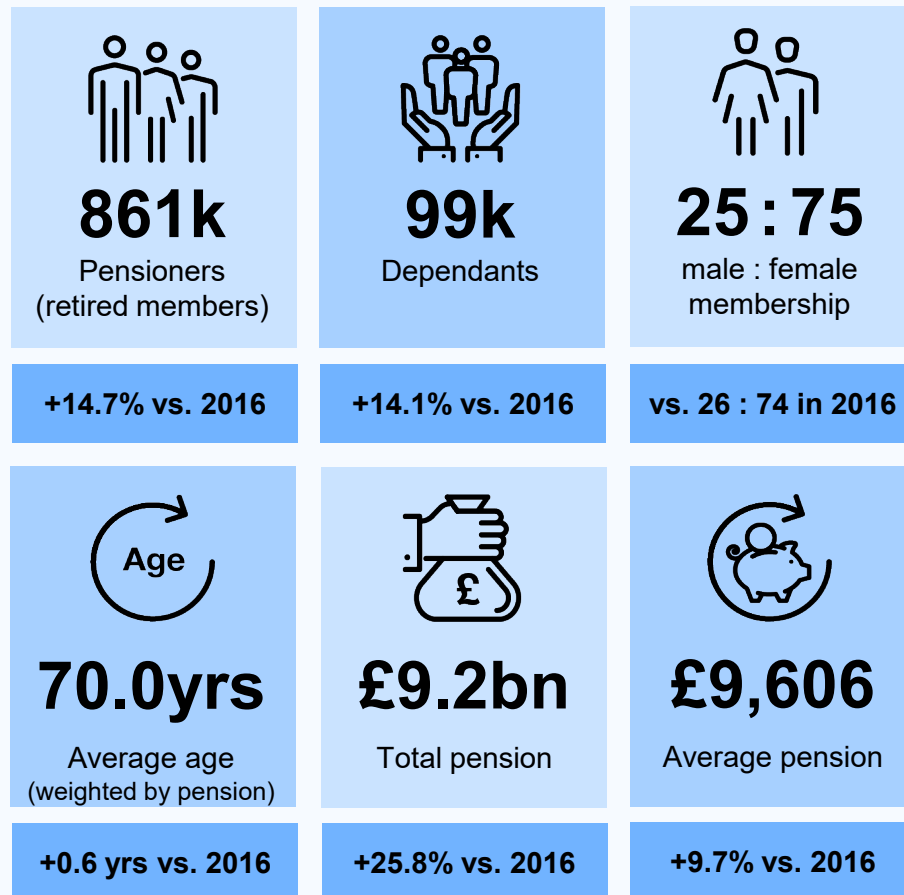 861k
Pensioners
(retired members)
+14.7% vs. 2016
99k
Dependants
+14.1% vs. 2016
25 : 75
male : female
membership
vs. 26 : 74 in 2016
Age
70.0yrs
Average age
(weighted by pension)
+0.6 yrs vs. 2016
£
£9.2bn
Total pension
+25.8% vs. 2016
£9,606
Average pension
+9.7% vs. 2016